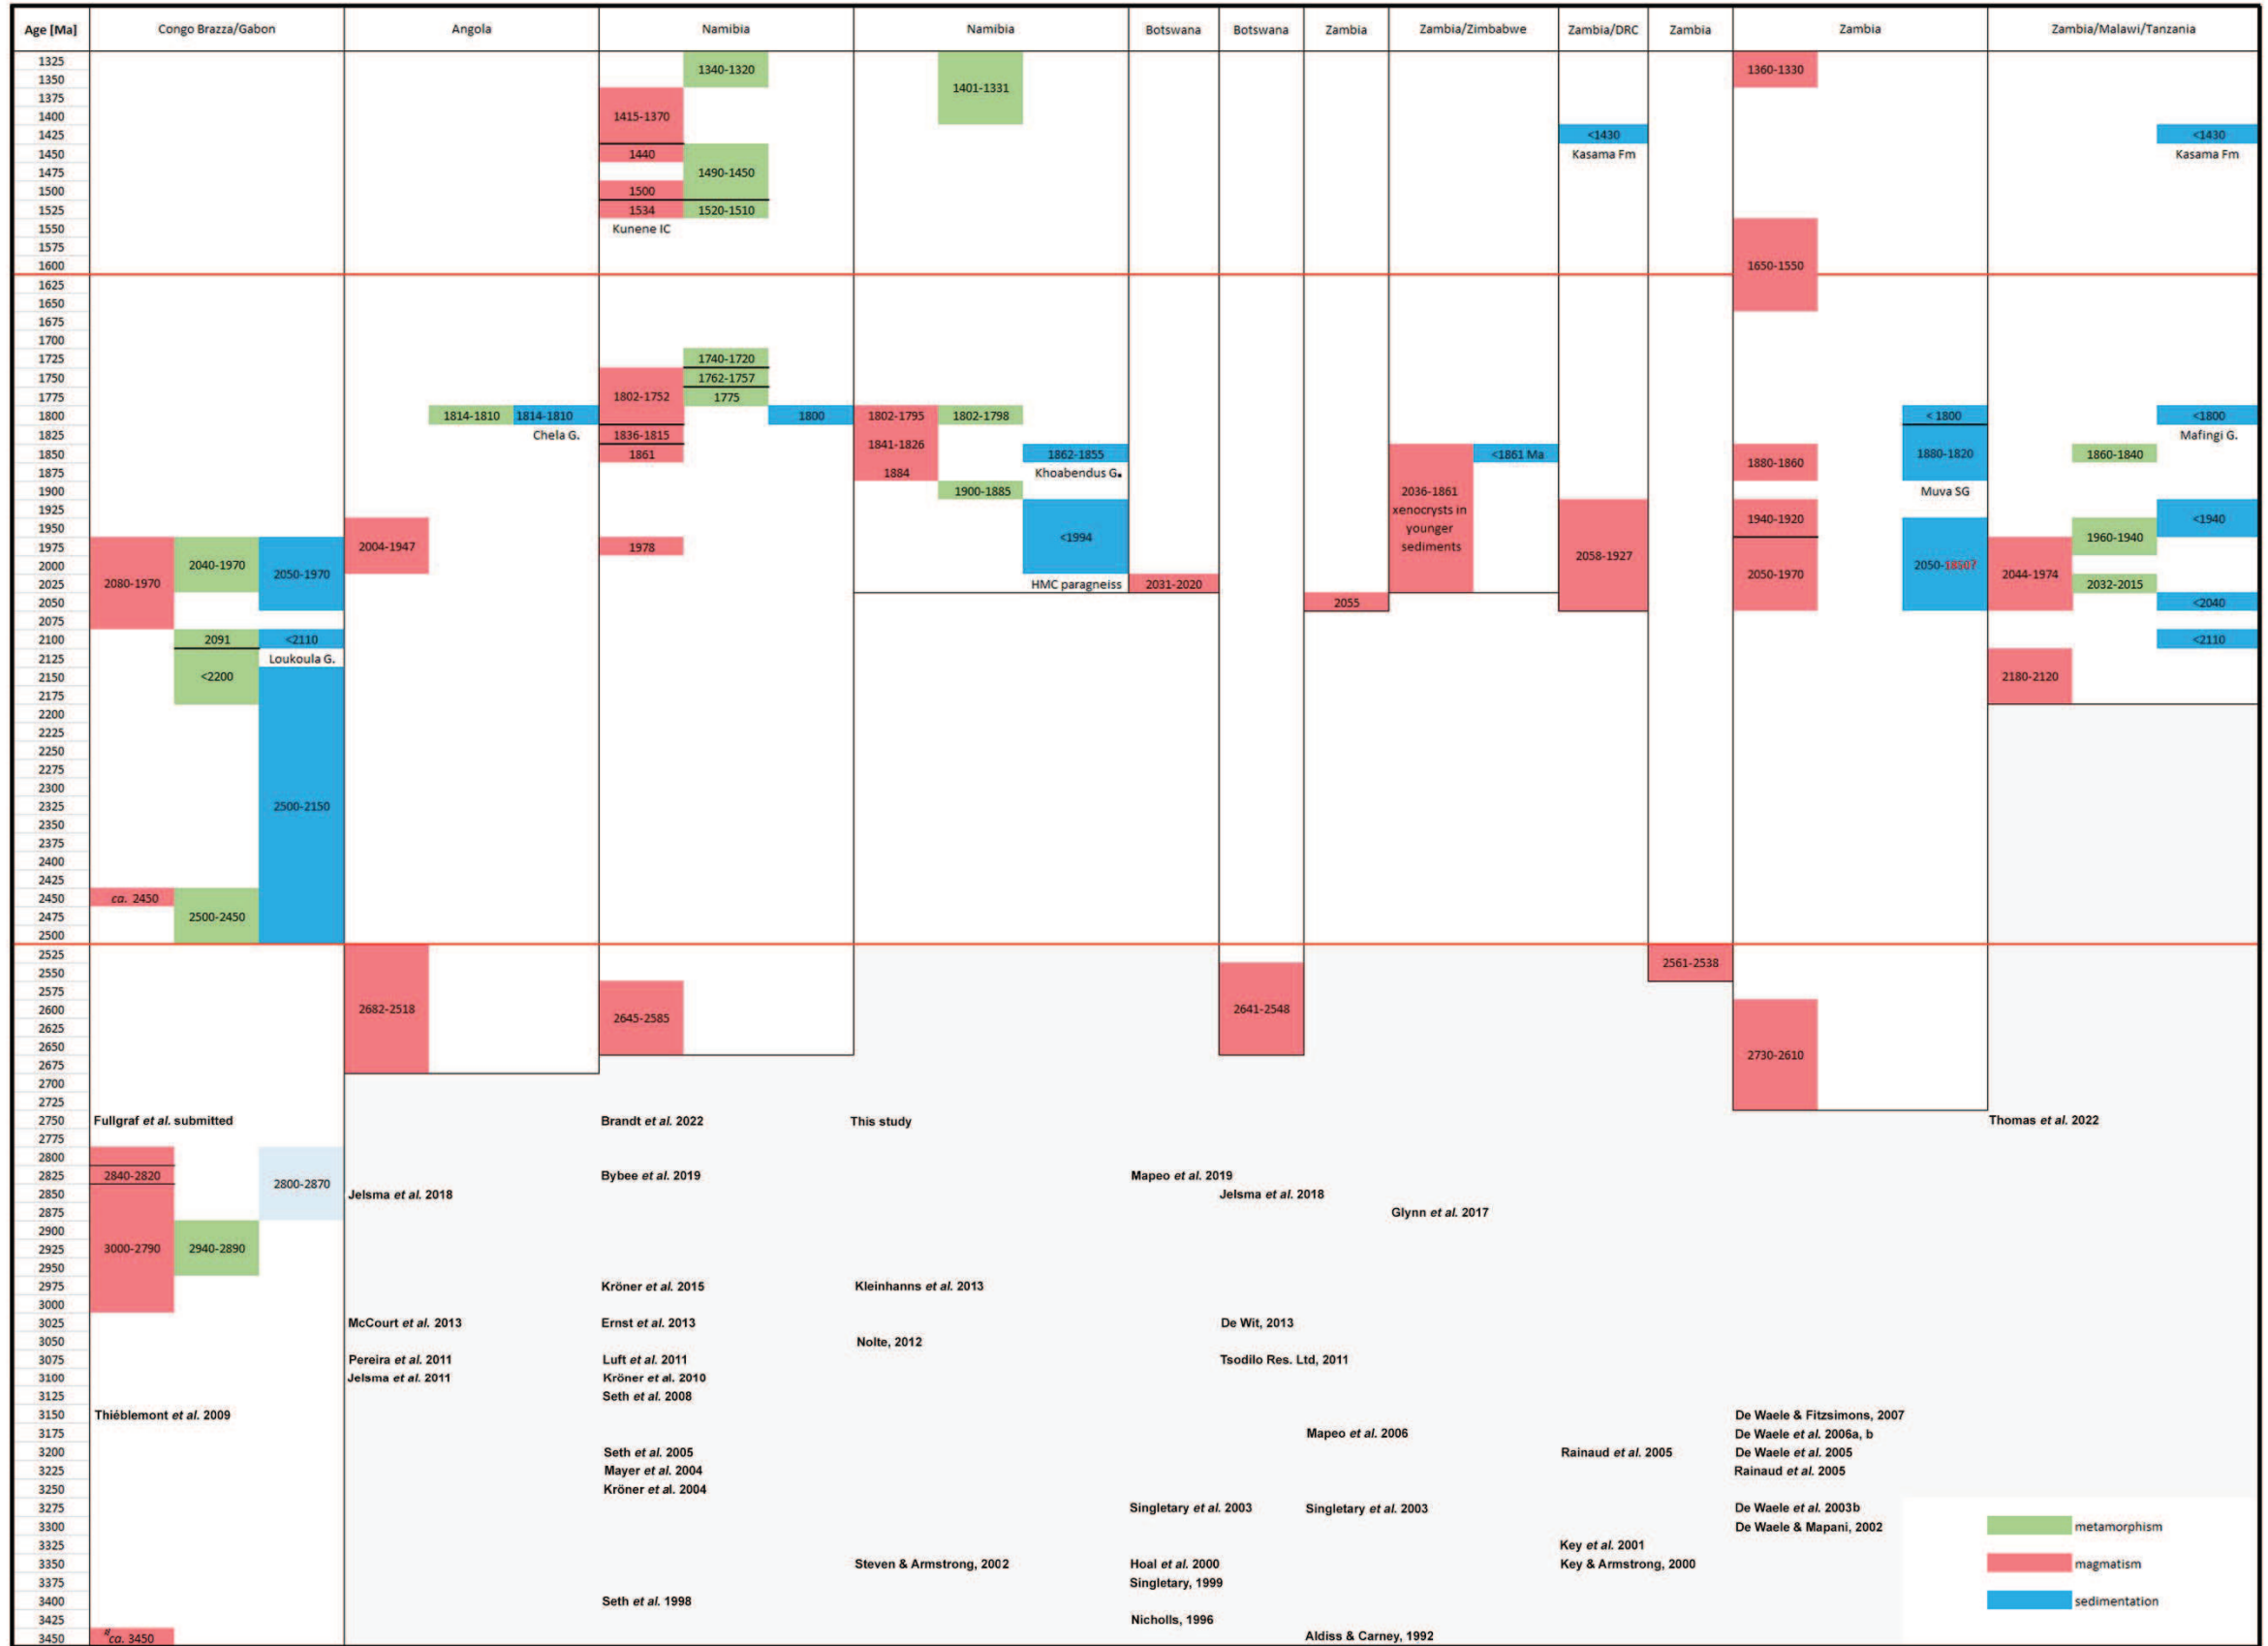 Age [Ma] Congo Brazza/Gabon Angola Namibia Namibia Botswana Botswana Zambia Zambia/Zimbabwe Zambia/DRC Zambia Zambia Zambia/Malawi/Tanzania
1325
1340-1320 1360-1330
1350
1401-1331
1375
1400 1415-1370
1425 <1430 <1430
1450 1440 Kasama Fm Kasama Fm
1475 1490-1450
1500 1500
1525 1534 1520-1510
1550 Kunene IC
1575
1600 1650-1550
1625
1650
1675
1700
1725 1740-1720
1750 1762-1757
1775 1802-1752 1775
1800 1814-1810 1814-1810 1800 1802-1795 1802-1798 < 1800 <1800
1825 Chela G. 1836-1815 1841-1826 Mafingi G.
1850 1861 1862-1855 <1861 Ma 1880-1820 1860-1840
1875 1884 Khoabendus G. 1880-1860
1900 1900-1885 2036-1861 Muva SG
1925 xenocrysts in
1950 younger 1940-1920 <1940
1975 2004-1947 1978 <1994 sediments 2058-1927 1960-1940
2000 2040-1970 2050-1970 2050-1850? 2044-1974
2025 2080-1970 HMC paragneiss 2031-2020 2050-1970 2032-2015
2050 2055 <2040
2075
2100 2091 <2110 <2110
2125 Loukoula G.
2150 <2200 2180-2120
2175
2200
2225
2250
2275
2300
2325 2500-2150
2350
2375
2400
2425
2450 ca. 2450
2475 2500-2450
2500
2525
2550 2561-2538
2575
2600 2682-2518 2645-2585 2641-2548
2625
2650 2730-2610
2675
2700
2725
2750 Fullgraf et al. submitted Brandt et al. 2022 This study Thomas et al. 2022
2775
2800
2825 2840-2820 Bybee et al. 2019 Mapeo et al. 2019
2850 2800-2870 Jelsma et al. 2018 Jelsma et al. 2018
2875 Glynn et al. 2017
2900
2925 3000-2790 2940-2890
2950
2975 Kröner et al. 2015 Kleinhanns et al. 2013
3000
3025 McCourt et al. 2013 Ernst et al. 2013 De Wit, 2013
3050 Nolte, 2012
3075 Pereira et al. 2011 Luft et al. 2011 Tsodilo Res. Ltd, 2011
3100 Jelsma et al. 2011 Kröner et al. 2010
3125 Seth et al. 2008
3150 Thiéblemont et al. 2009 De Waele & Fitzsimons, 2007
3175 Mapeo et al. 2006 De Waele et al. 2006a, b
3200 Seth et al. 2005 Rainaud et al. 2005 De Waele et al. 2005
3225 Mayer et al. 2004 Rainaud et al. 2005
3250 Kröner et al. 2004
3275 Singletary et al. 2003 Singletary et al. 2003 De Waele et al. 2003b
3300 De Waele & Mapani, 2002 metamorphism
3325 Key et al. 2001
3350 Steven & Armstrong, 2002 Hoal et al. 2000 Key & Armstrong, 2000 magmatism
3375 Singletary, 1999
3400 Seth et al. 1998 sedimentation
3425 Nicholls, 1996
3450 #ca. 3450 Aldiss & Carney, 1992